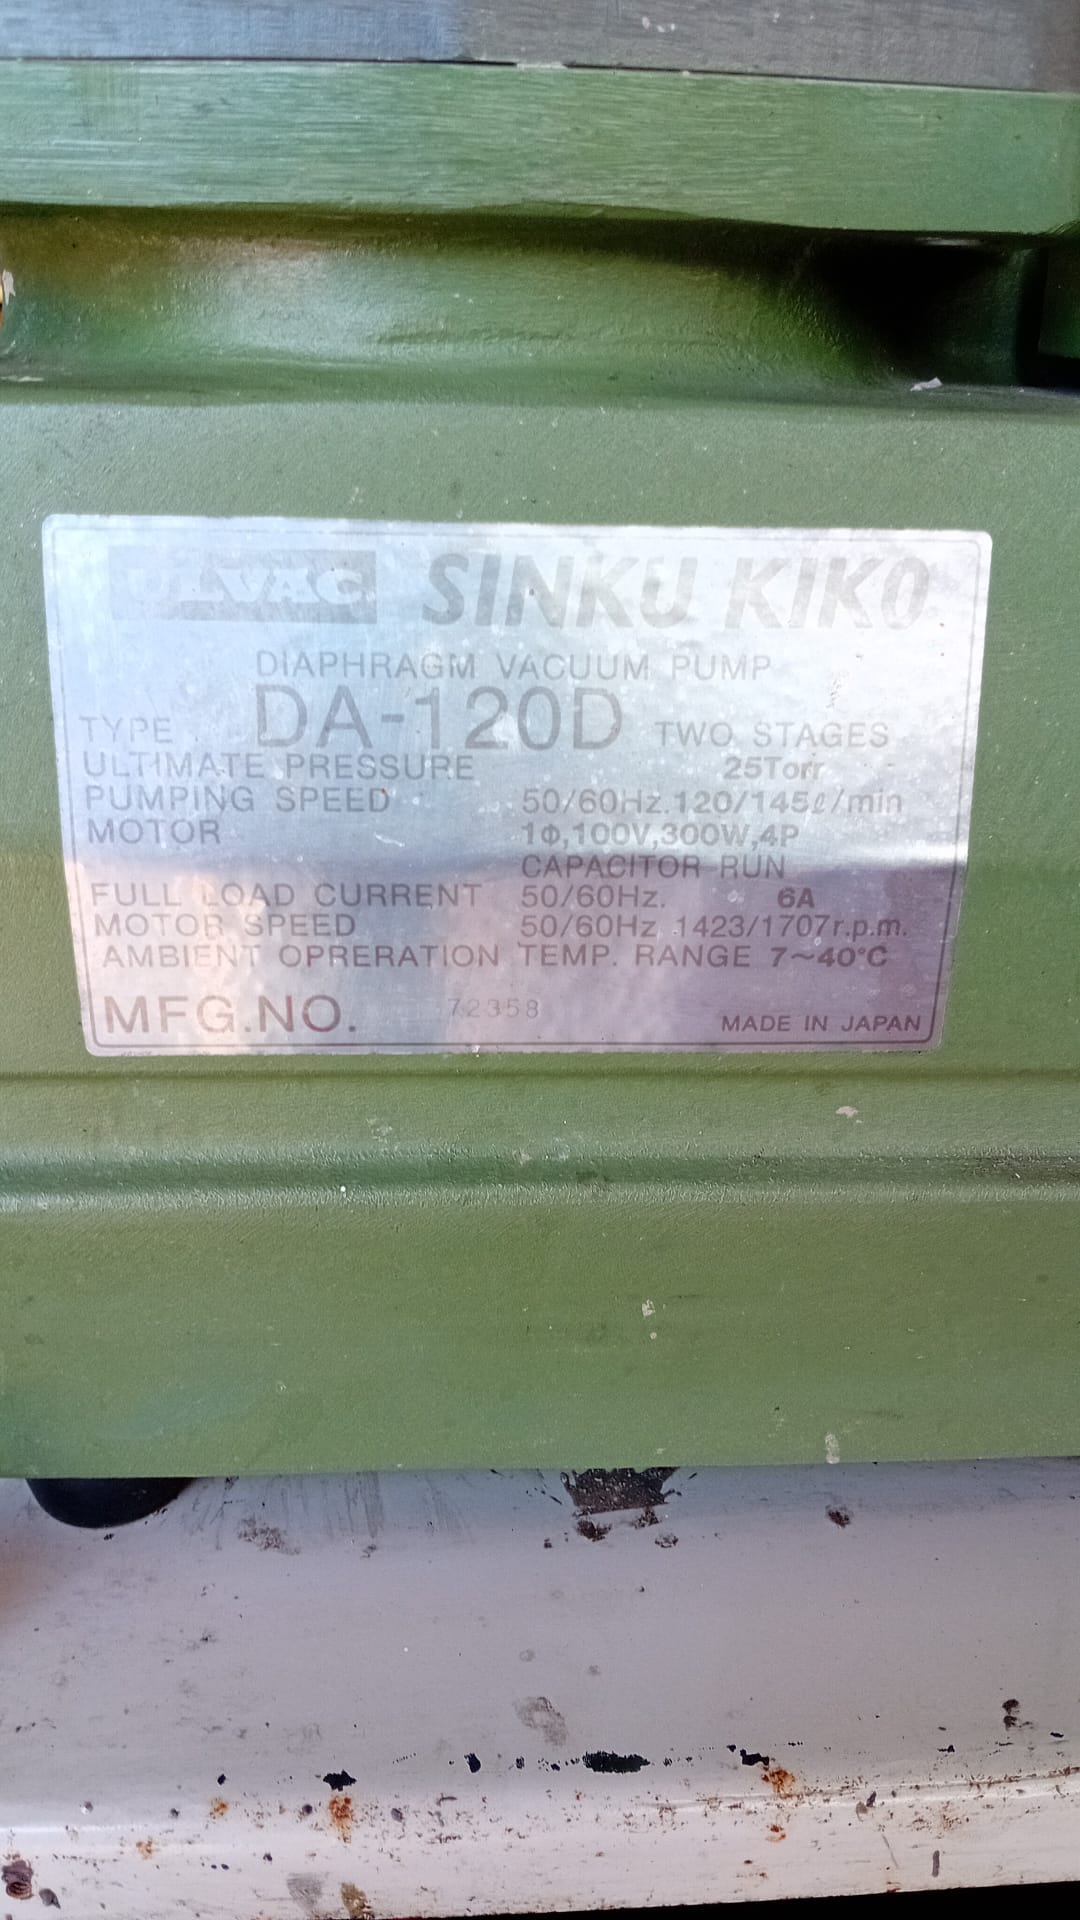 ULVAC SINKU KIKO
DIAPHRAGM VACUUM PUMP
TYPE DA-120D TWO STAGES
ULTIMATE PRESSURE 25Torr
PUMPING SPEED 50/60Hz.120/145ℓ/min
MOTOR 1Φ,100V,300W,4P
CAPACITOR RUN
FULL LOAD CURRENT 50/60Hz. 6A
MOTOR SPEED 50/60Hz 1423/1707r.p.m.
AMBIENT OPRERATION TEMP. RANGE 7~40°C
MFG.NO. 72358 MADE IN JAPAN